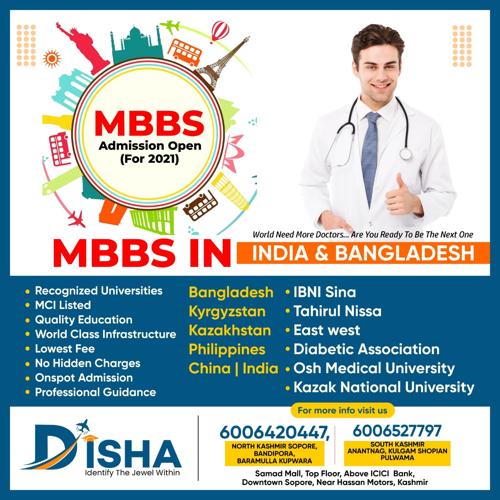 MBBS
Admission Open
(For 2021)
World Need More Doctors... Are You Ready To Be The Next One
MBBS IN
INDIA & BANGLADESH
• Recognized Universities
• MCI Listed
• Quality Education
• World Class Infrastructure
• Lowest Fee
• No Hidden Charges
• Onspot Admission
• Professional Guidance
Bangladesh
Kyrgyzstan
Kazakhstan
Philippines
China | India
• IBNI Sina
• Tahirul Nissa
• East west
• Diabetic Association
• Osh Medical University
• Kazak National University
For more info visit us
DISHA
Identify The Jewel Within
6006420447,
NORTH KASHMIR SOPORE,
BANDIPORA,
BARAMULLA KUPWARA
6006527797
SOUTH KASHMIR
ANANTNAG, KULGAM SHOPIAN
PULWAMA
Samad Mall, Top Floor, Above ICICI Bank,
Downtown Sopore, Near Hassan Motors, Kashmir